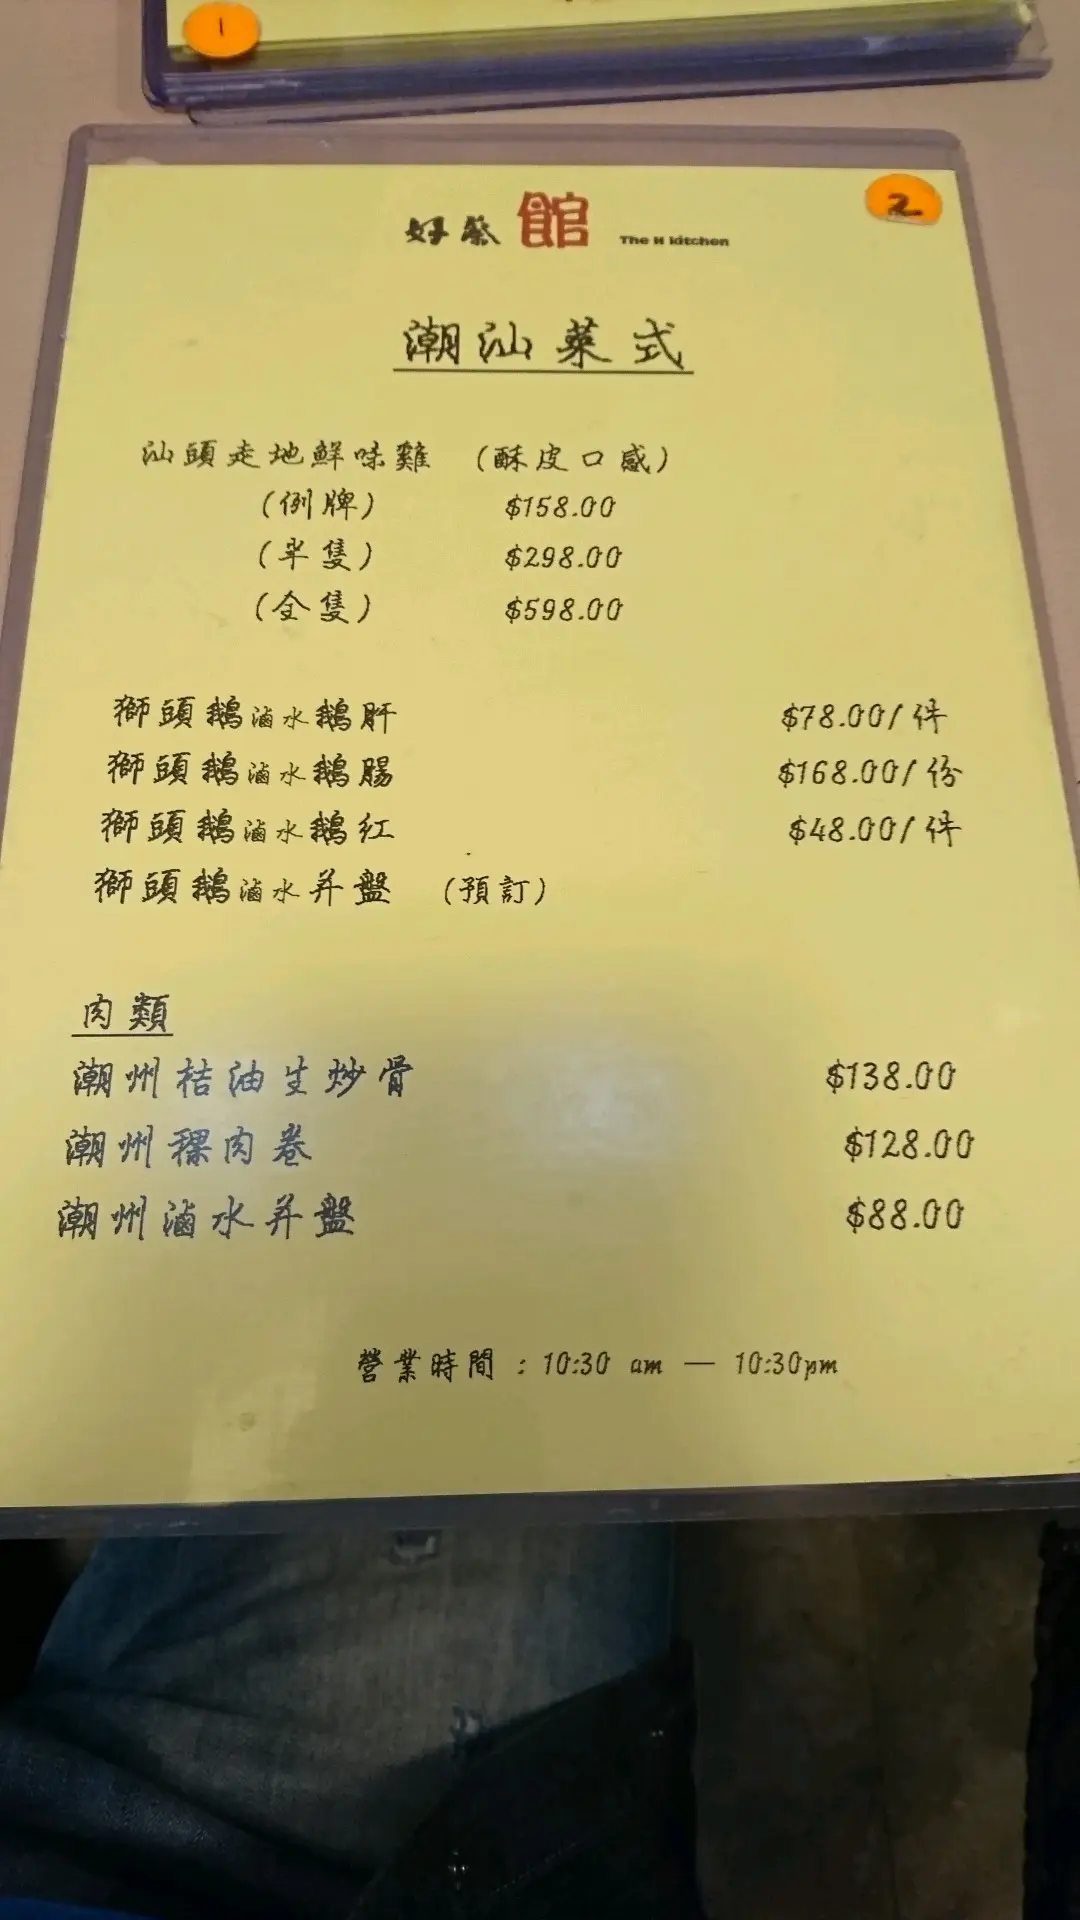 1
2
好蔡館 The H kitchen
潮汕菜式
汕頭走地鮮味雞 (酥皮口感)
(例牌) $158.00
(半隻) $298.00
(全隻) $598.00
獅頭鵝滷水鵝肝 $78.00/件
獅頭鵝滷水鵝腸 $168.00/份
獅頭鵝滷水鵝紅 $48.00/件
獅頭鵝滷水并盤 (預訂)
肉類
潮州桔油生炒骨 $138.00
潮州粿肉卷 $128.00
潮州滷水并盤 $88.00
營業時間 : 10:30 am — 10:30pm